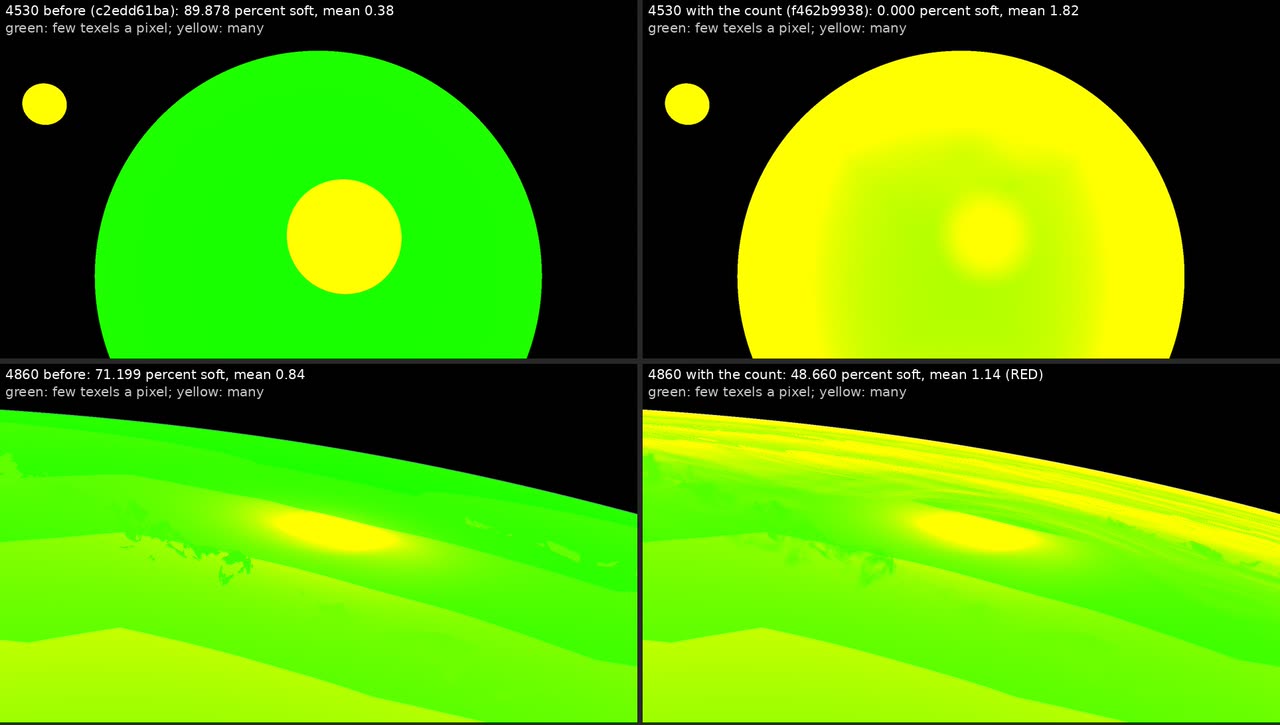 4530 before (c2edd61ba): 89.878 percent soft, mean 0.38
green: few texels a pixel; yellow: many
4530 with the count (f462b9938): 0.000 percent soft, mean 1.82
green: few texels a pixel; yellow: many
4860 before: 71.199 percent soft, mean 0.84
green: few texels a pixel; yellow: many
4860 with the count: 48.660 percent soft, mean 1.14 (RED)
green: few texels a pixel; yellow: many